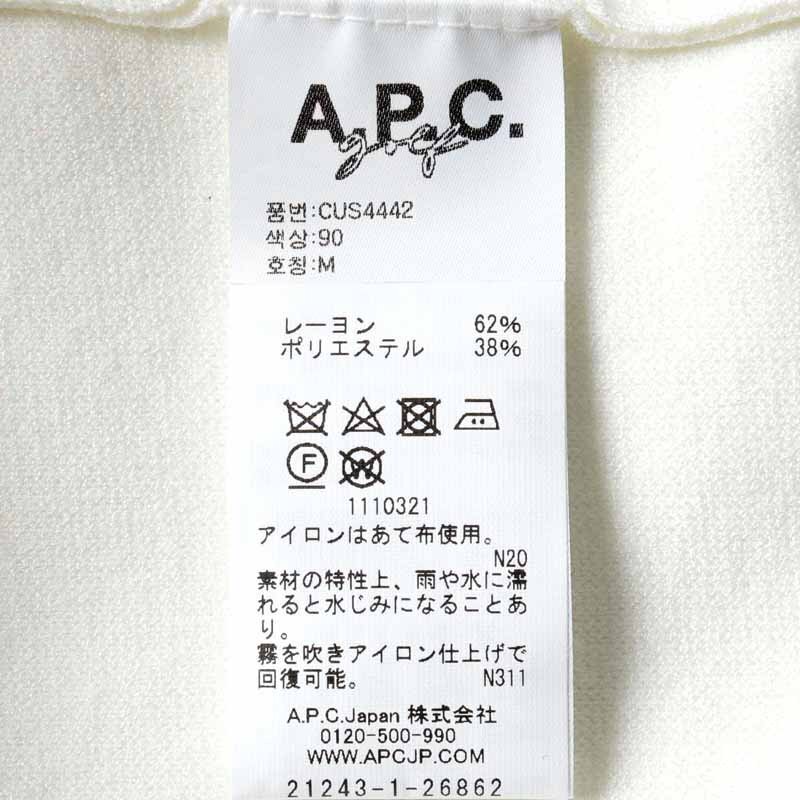 A.P.C.
golf
품번:CUS4442
색상:90
호칭:M
レーヨン 62%
ポリエステル 38%
F
W
1110321
アイロンはあて布使用。
N20
素材の特性上、雨や水に濡
れると水じみになることあ
り。
霧を吹きアイロン仕上げで
回復可能。 N311
A.P.C.Japan 株式会社
0120-500-990
WWW.APCJP.COM
21243-1-26862